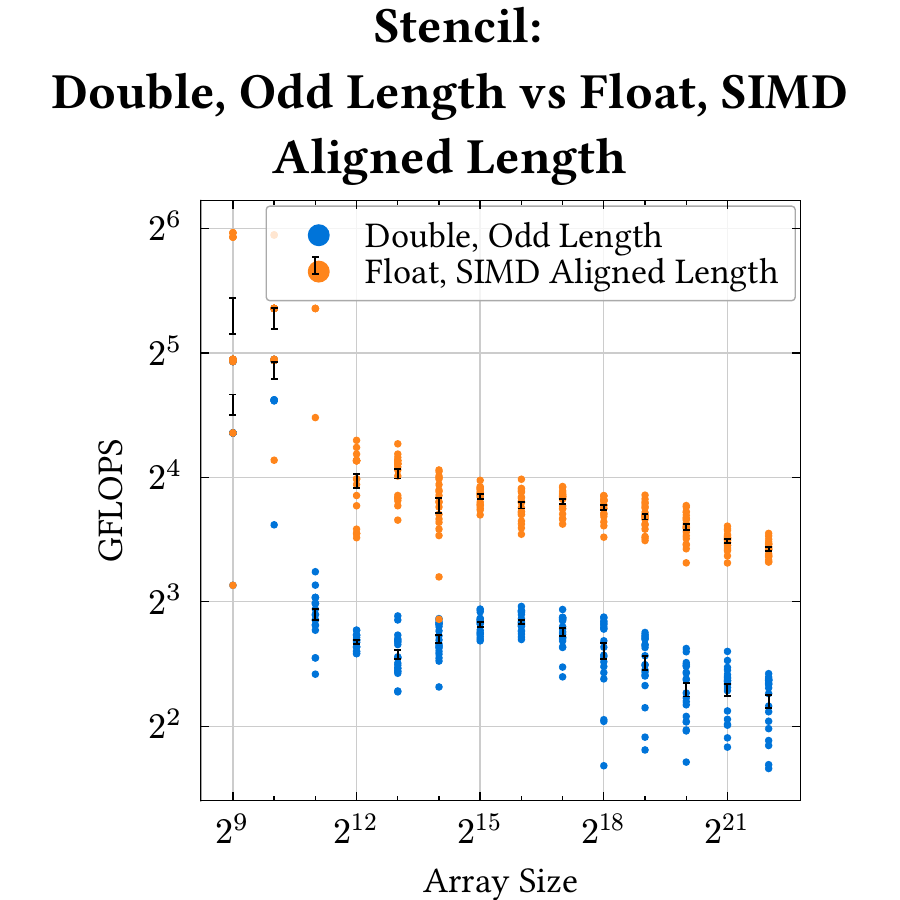 Stencil:
Double, Odd Length vs Float, SIMD
Aligned Length
Double, Odd Length
Float, SIMD Aligned Length
2^6
2^5
2^4
2^3
2^2
GFLOPS
2^9 2^12 2^15 2^18 2^21
Array Size